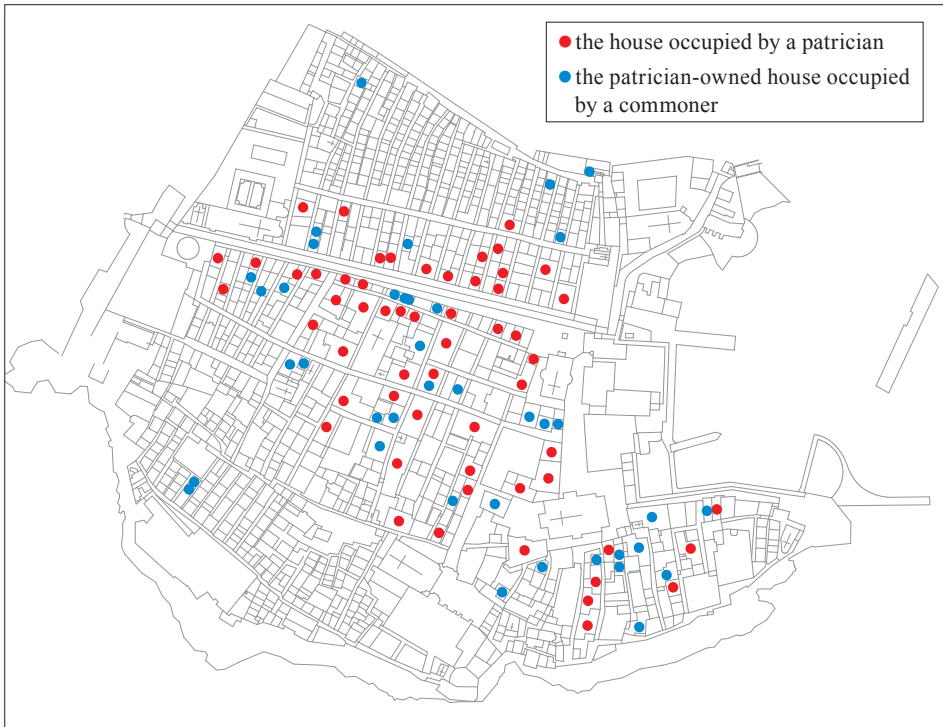 the house occupied by a patrician
the patrician-owned house occupied
by a commoner